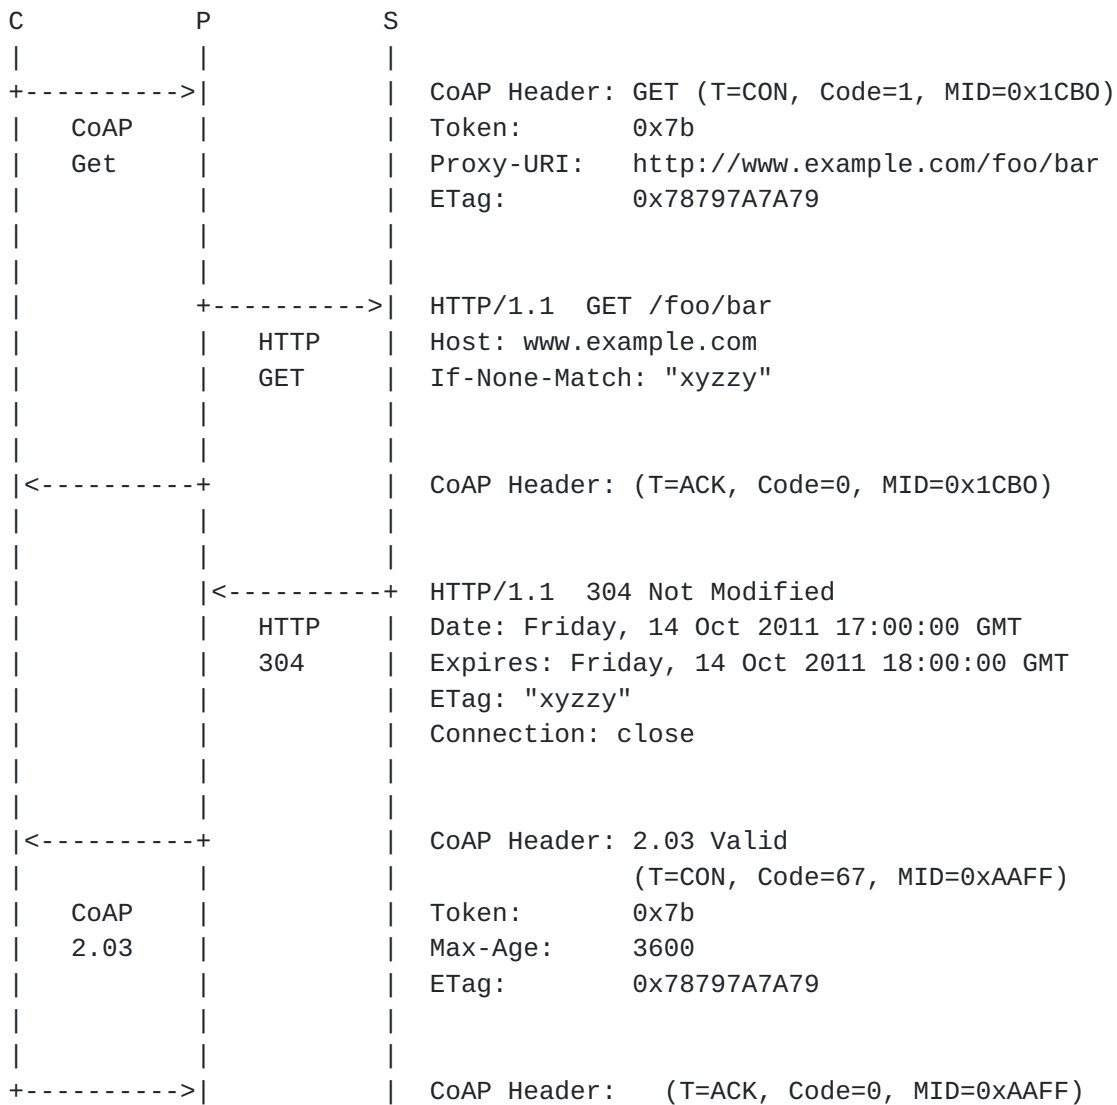 C           P           S
|           |           |
+---------->|           |  CoAP Header: GET (T=CON, Code=1, MID=0x1CBO)
|   CoAP    |           |  Token:       0x7b
|   Get     |           |  Proxy-URI:   http://www.example.com/foo/bar
|           |           |  ETag:        0x78797A7A79
|           |           |
|           |           |
|           +---------->|  HTTP/1.1  GET /foo/bar
|           |   HTTP    |  Host: www.example.com
|           |   GET     |  If-None-Match: "xyzzy"
|           |           |
|           |           |
|<----------+           |  CoAP Header: (T=ACK, Code=0, MID=0x1CBO)
|           |           |
|           |           |
|           |<----------+  HTTP/1.1  304 Not Modified
|           |   HTTP    |  Date: Friday, 14 Oct 2011 17:00:00 GMT
|           |   304     |  Expires: Friday, 14 Oct 2011 18:00:00 GMT
|           |           |  ETag: "xyzzy"
|           |           |  Connection: close
|           |           |
|           |           |
|<----------+           |  CoAP Header: 2.03 Valid
|           |           |               (T=CON, Code=67, MID=0xAAFF)
|   CoAP    |           |  Token:       0x7b
|   2.03    |           |  Max-Age:     3600
|           |           |  ETag:        0x78797A7A79
|           |           |
|           |           |
+---------->|           |  CoAP Header:   (T=ACK, Code=0, MID=0xAAFF)